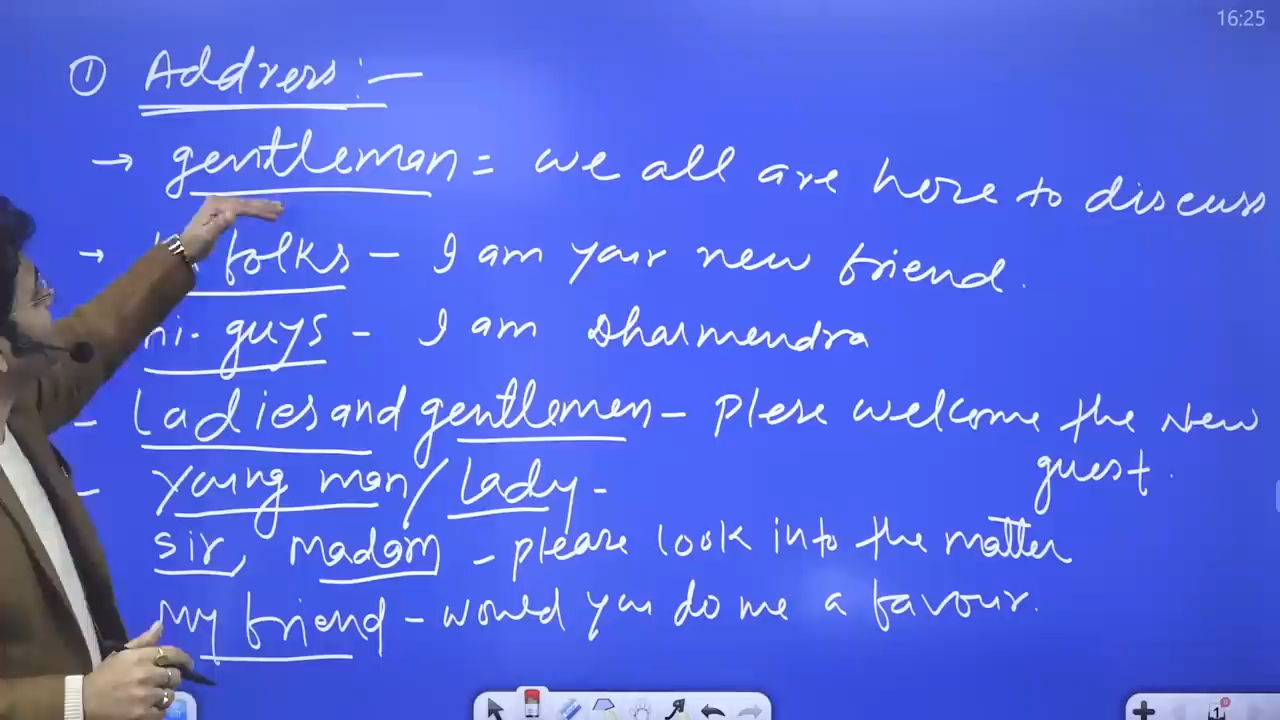 16:25
① Address :—
→ gentleman = we all are here to discuss
→ folks — I am your new friend.
hi- guys - I am Dharmendra
- Ladies and gentlemen — plese welcome the new
guest.
- young man / Lady -
sir, madam - please look into the matter
my friend - would you do me a favour.
1